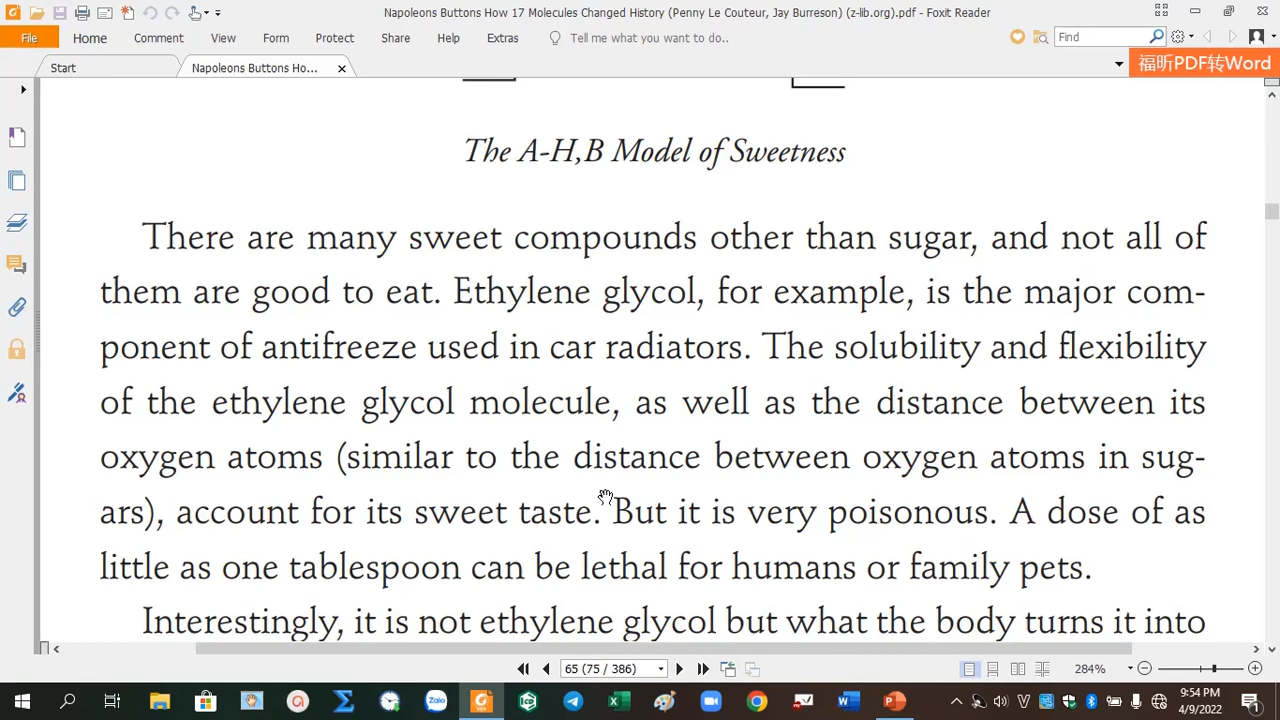 Napoleons Buttons How 17 Molecules Changed History (Penny Le Couteur, Jay Burreson) (z-lib.org).pdf - Foxit Reader
File Home Comment View Form Protect Share Help Extras Tell me what you want to do.. Find
Start Napoleons Buttons Ho... 福昕PDF转Word
The A-H,B Model of Sweetness
There are many sweet compounds other than sugar, and not all of
them are good to eat. Ethylene glycol, for example, is the major com-
ponent of antifreeze used in car radiators. The solubility and flexibility
of the ethylene glycol molecule, as well as the distance between its
oxygen atoms (similar to the distance between oxygen atoms in sug-
ars), account for its sweet taste. But it is very poisonous. A dose of as
little as one tablespoon can be lethal for humans or family pets.
Interestingly, it is not ethylene glycol but what the body turns it into
65 (75 / 386) 284%
Zalo
9:54 PM
4/9/2022